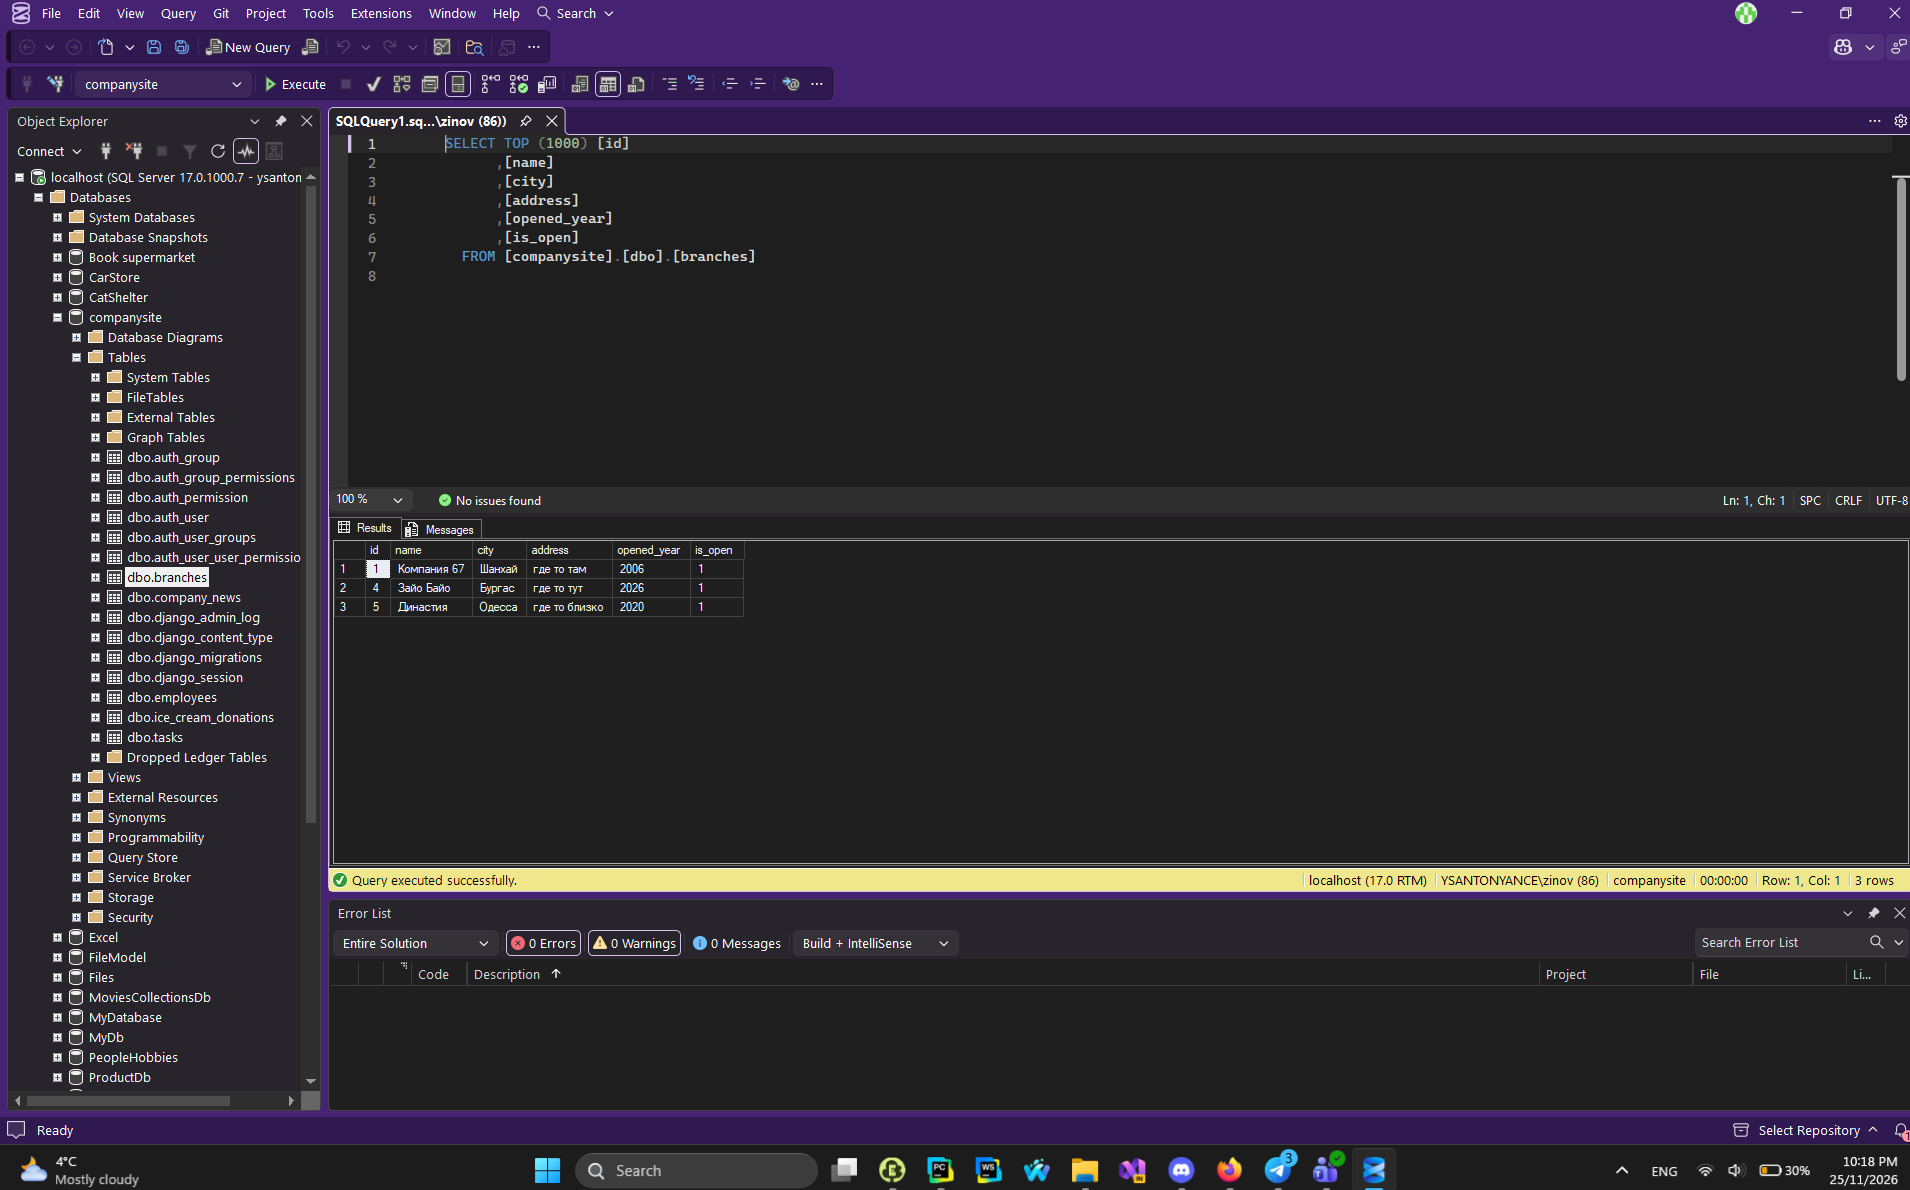 File Edit View Query Git Project Tools Extensions Window Help Search
New Query
companysite Execute
Object Explorer
Connect
localhost (SQL Server 17.0.1000.7 - ysanton
Databases
System Databases
Database Snapshots
Book supermarket
CarStore
CatShelter
companysite
Database Diagrams
Tables
System Tables
FileTables
External Tables
Graph Tables
dbo.auth_group
dbo.auth_group_permissions
dbo.auth_permission
dbo.auth_user
dbo.auth_user_groups
dbo.auth_user_user_permissio
dbo.branches
dbo.company_news
dbo.django_admin_log
dbo.django_content_type
dbo.django_migrations
dbo.django_session
dbo.employees
dbo.ice_cream_donations
dbo.tasks
Dropped Ledger Tables
Views
External Resources
Synonyms
Programmability
Query Store
Service Broker
Storage
Security
Excel
FileModel
Files
MoviesCollectionsDb
MyDatabase
MyDb
PeopleHobbies
ProductDb
SQLQuery1.sq...\zinov (86))
1 SELECT TOP (1000) [id]
2 ,[name]
3 ,[city]
4 ,[address]
5 ,[opened_year]
6 ,[is_open]
7 FROM [companysite].[dbo].[branches]
8
100 % No issues found Ln: 1, Ch: 1 SPC CRLF UTF-8
Results Messages
id name city address opened_year is_open
1 1 Компания 67 Шанхай где то там 2006 1
2 4 Зайо Байо Бургас где то тут 2026 1
3 5 Династия Одесса где то близко 2020 1
Query executed successfully. localhost (17.0 RTM) YSANTONYANCE\zinov (86) companysite 00:00:00 Row: 1, Col: 1 3 rows
Error List
Entire Solution 0 Errors 0 Warnings 0 Messages Build + IntelliSense Search Error List
Code Description Project File Li...
Ready Select Repository 1
4°C
Mostly cloudy
Search
PC
WS
3
ENG
30%
10:18 PM
25/11/2026